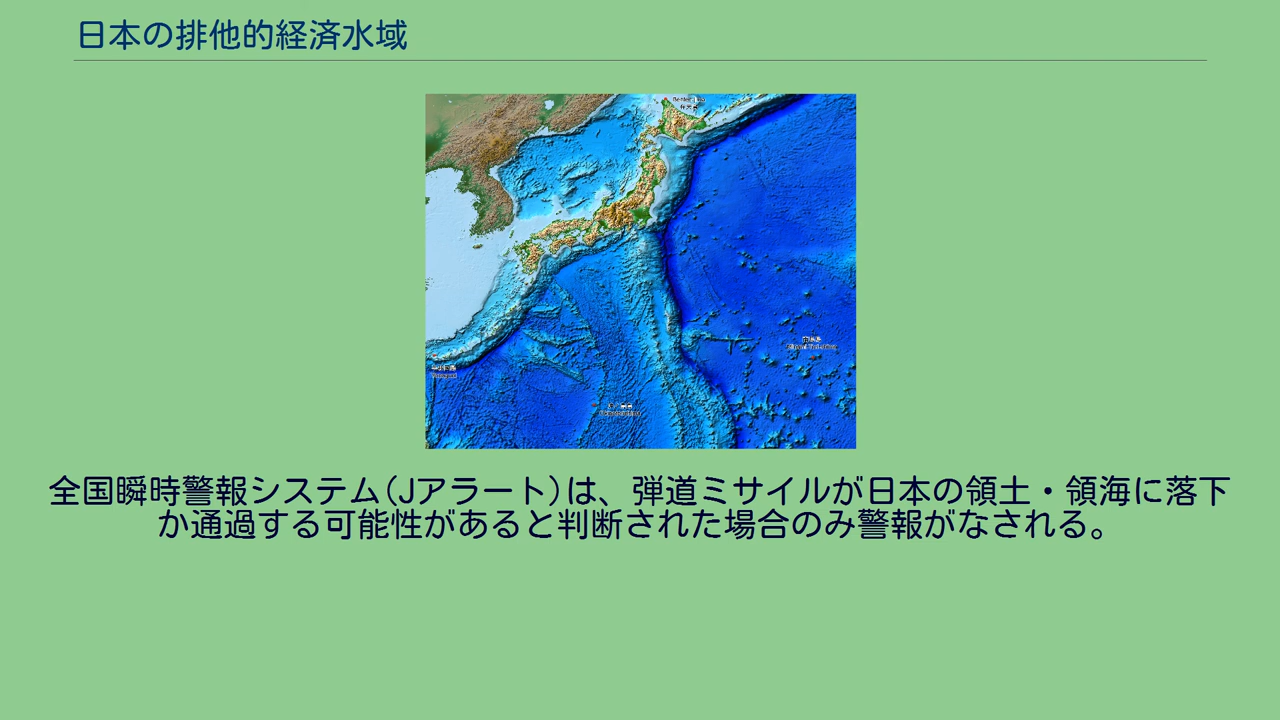 日本の排他的経済水域
全国瞬時警報システム(Jアラート)は、弾道ミサイルが日本の領土・領海に落下
か通過する可能性があると判断された場合のみ警報がなされる。